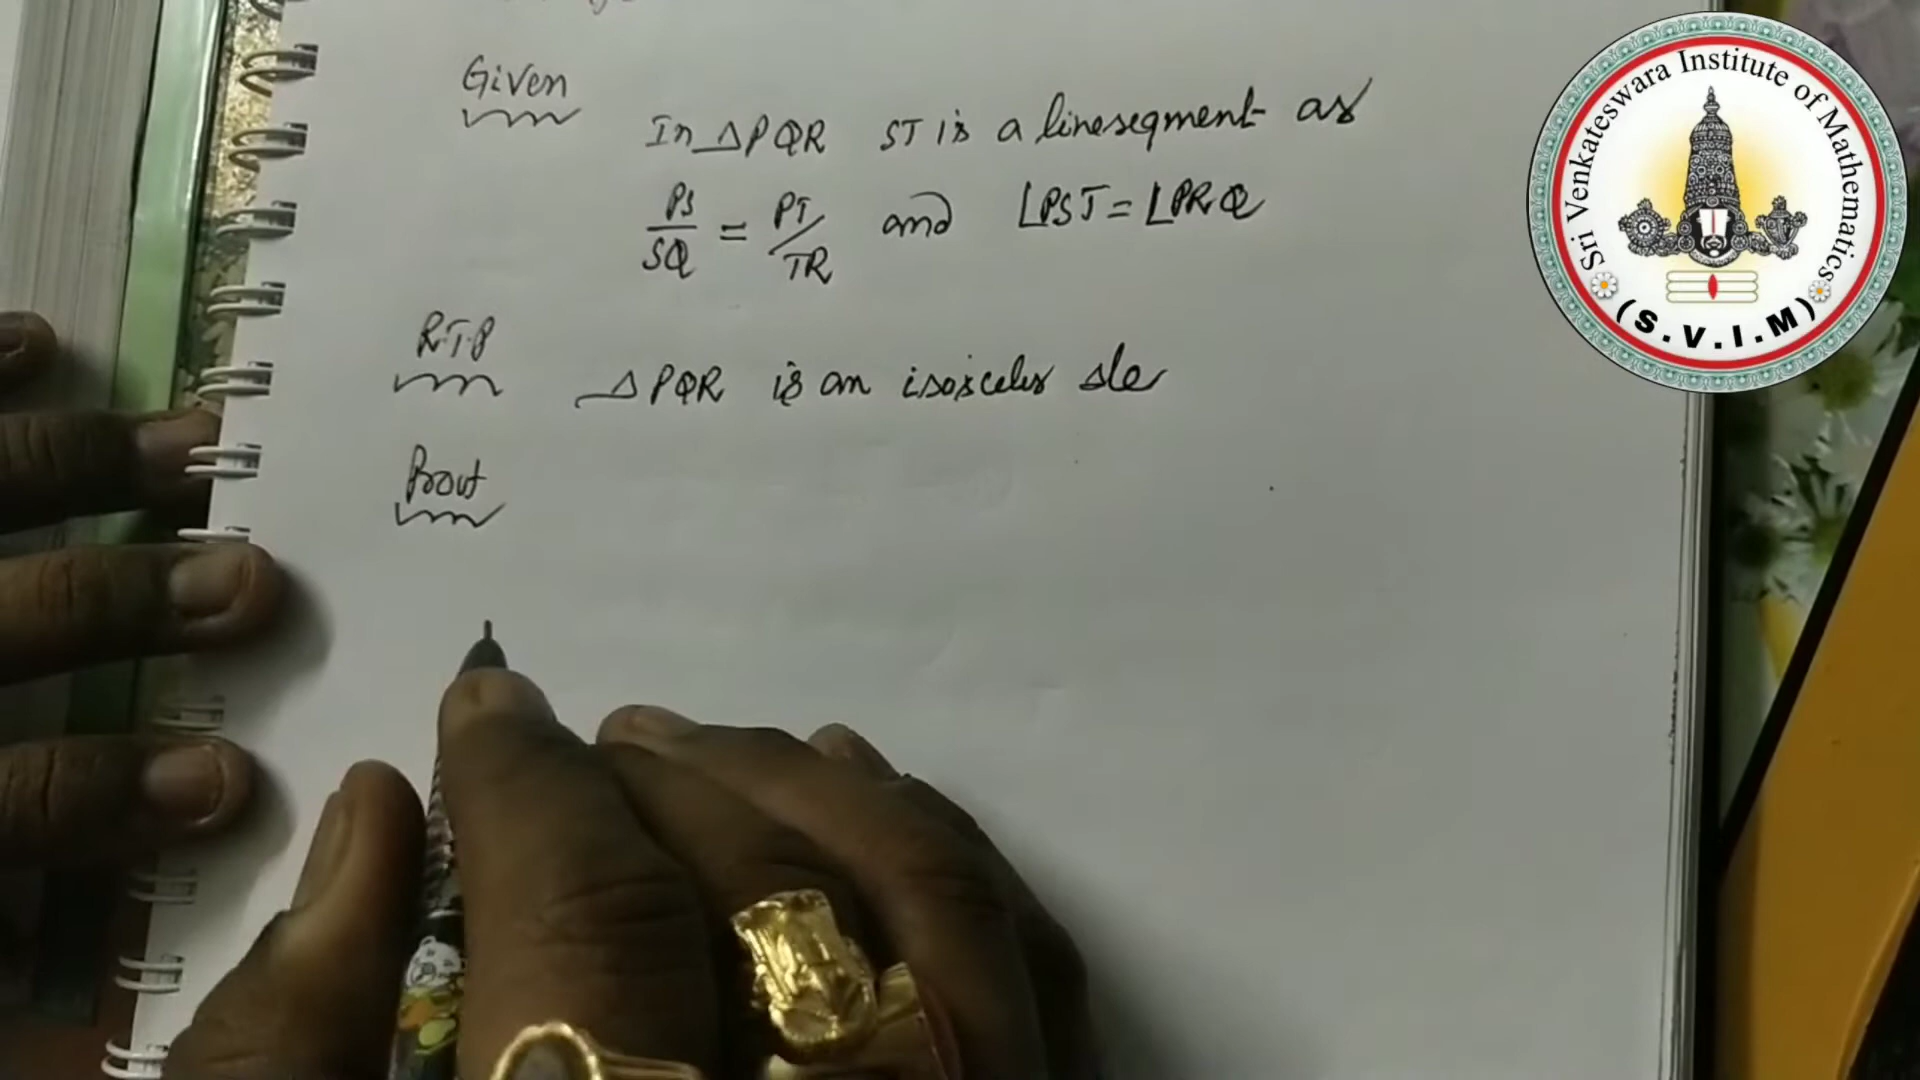 Given
In △PQR ST is a linesegment as
PS/SQ = PT/TR and ∠PST = ∠PRQ
R.T.P
△PQR is an isosceles △le
Proof
Sri Venkateswara Institute of Mathematics
(S.V.I.M)